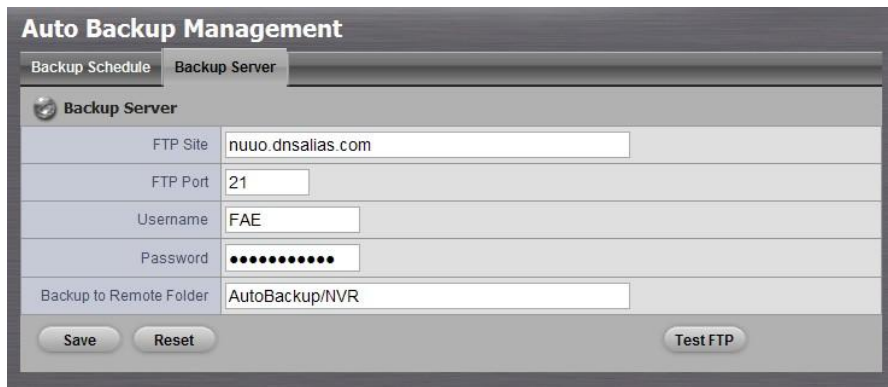 Auto Backup Management
Backup Schedule Backup Server
Backup Server
FTP Site nuuo.dnsalias.com
FTP Port 21
Username FAE
Password ●●●●●●●●●●●
Backup to Remote Folder AutoBackup/NVR
Save Reset Test FTP